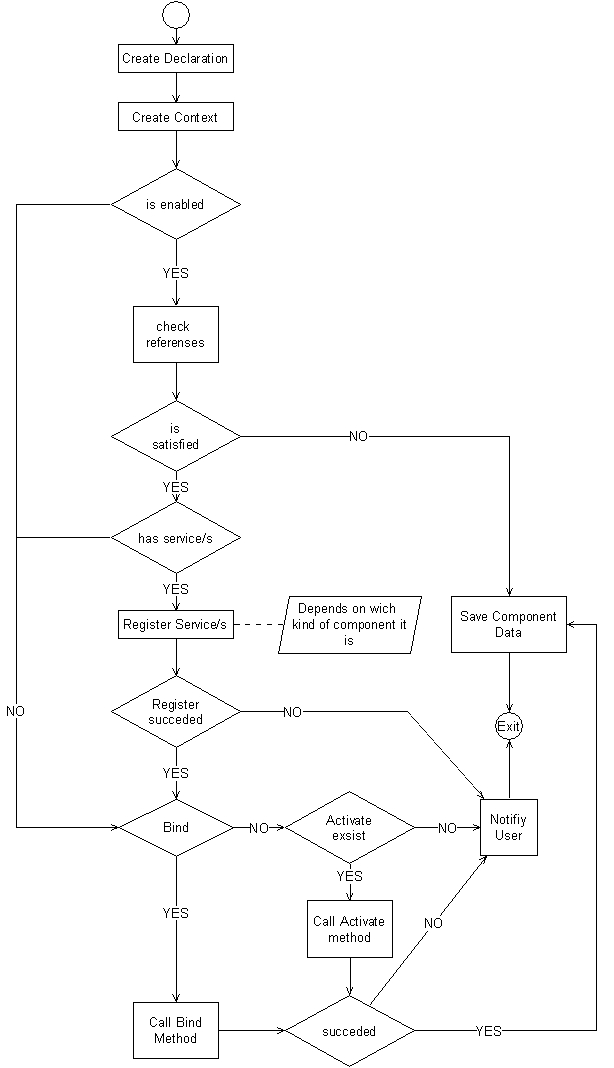 Create Declaration
Create Context
is enabled
YES
check
referenses
is
satisfied
NO
YES
has service/s
YES
Register Service/s
Depends on wich
kind of component it
is
Save Component
Data
Register
succeded
NO
NO
Exit
YES
Bind
NO
Activate
exsist
NO
Notifiy
User
YES
YES
Call Activate
method
NO
Call Bind
Method
succeded
YES